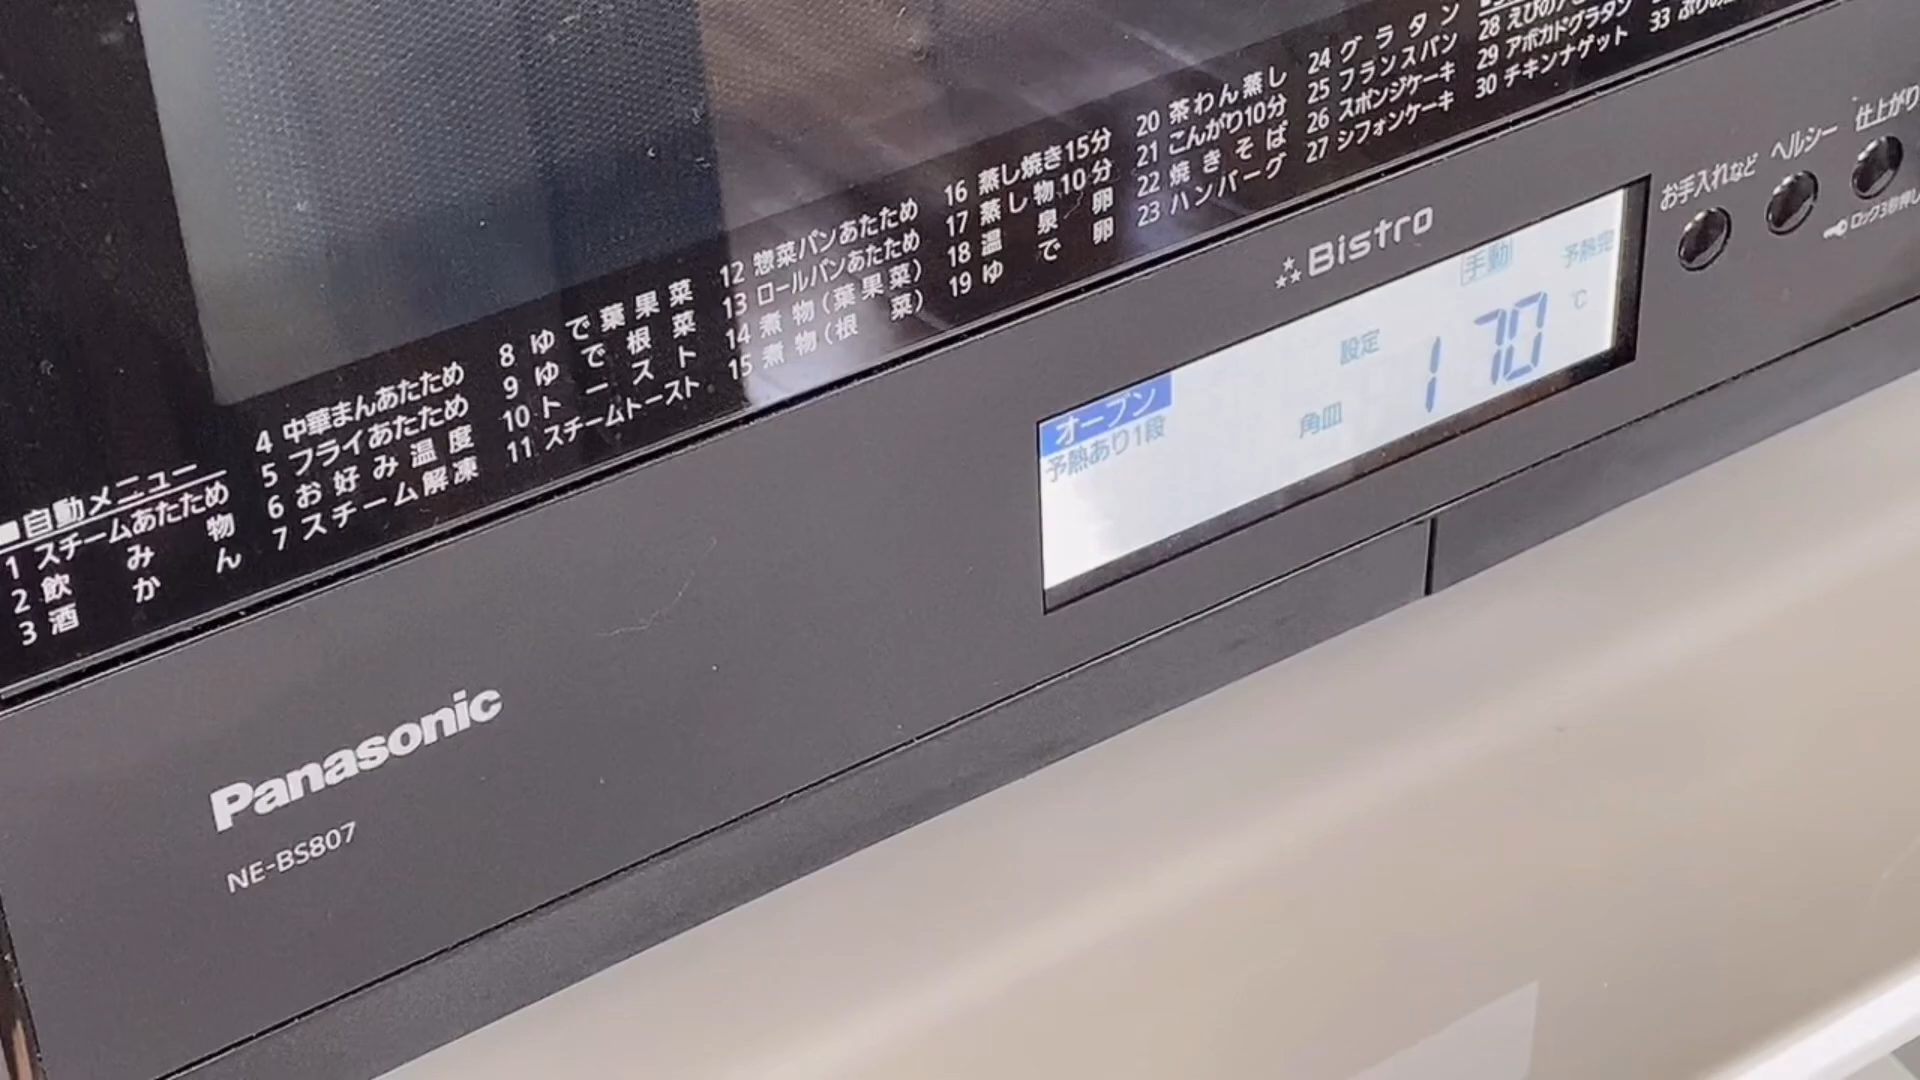 ■自動メニュー
1 スチームあたため
2 飲み物
3 酒かん
4 中華まんあたため
5 フライあたため
6 お好み温度
7 スチーム解凍
8 ゆで葉果菜
9 ゆで根菜
10 トースト
11 スチームトースト
12 惣菜パンあたため
13 ロールパンあたため
14 煮物(葉果菜)
15 煮物(根菜)
16 蒸し焼き15分
17 蒸し物10分
18 温泉卵
19 ゆで卵
20 茶わん蒸し
21 こんがり10分
22 焼きそば
23 ハンバーグ
24 グラタン
25 フランスパン
26 スポンジケーキ
27 シフォンケーキ
28 えびの
29 アボカドグラタン
30 チキンナゲット
33 ぶりの
Bistro
オーブン
予熱あり1段
手動
予熱完
設定
角皿
170
℃
お手入れなど
ヘルシー
仕上がり
ロック3秒押し
Panasonic
NE-BS807